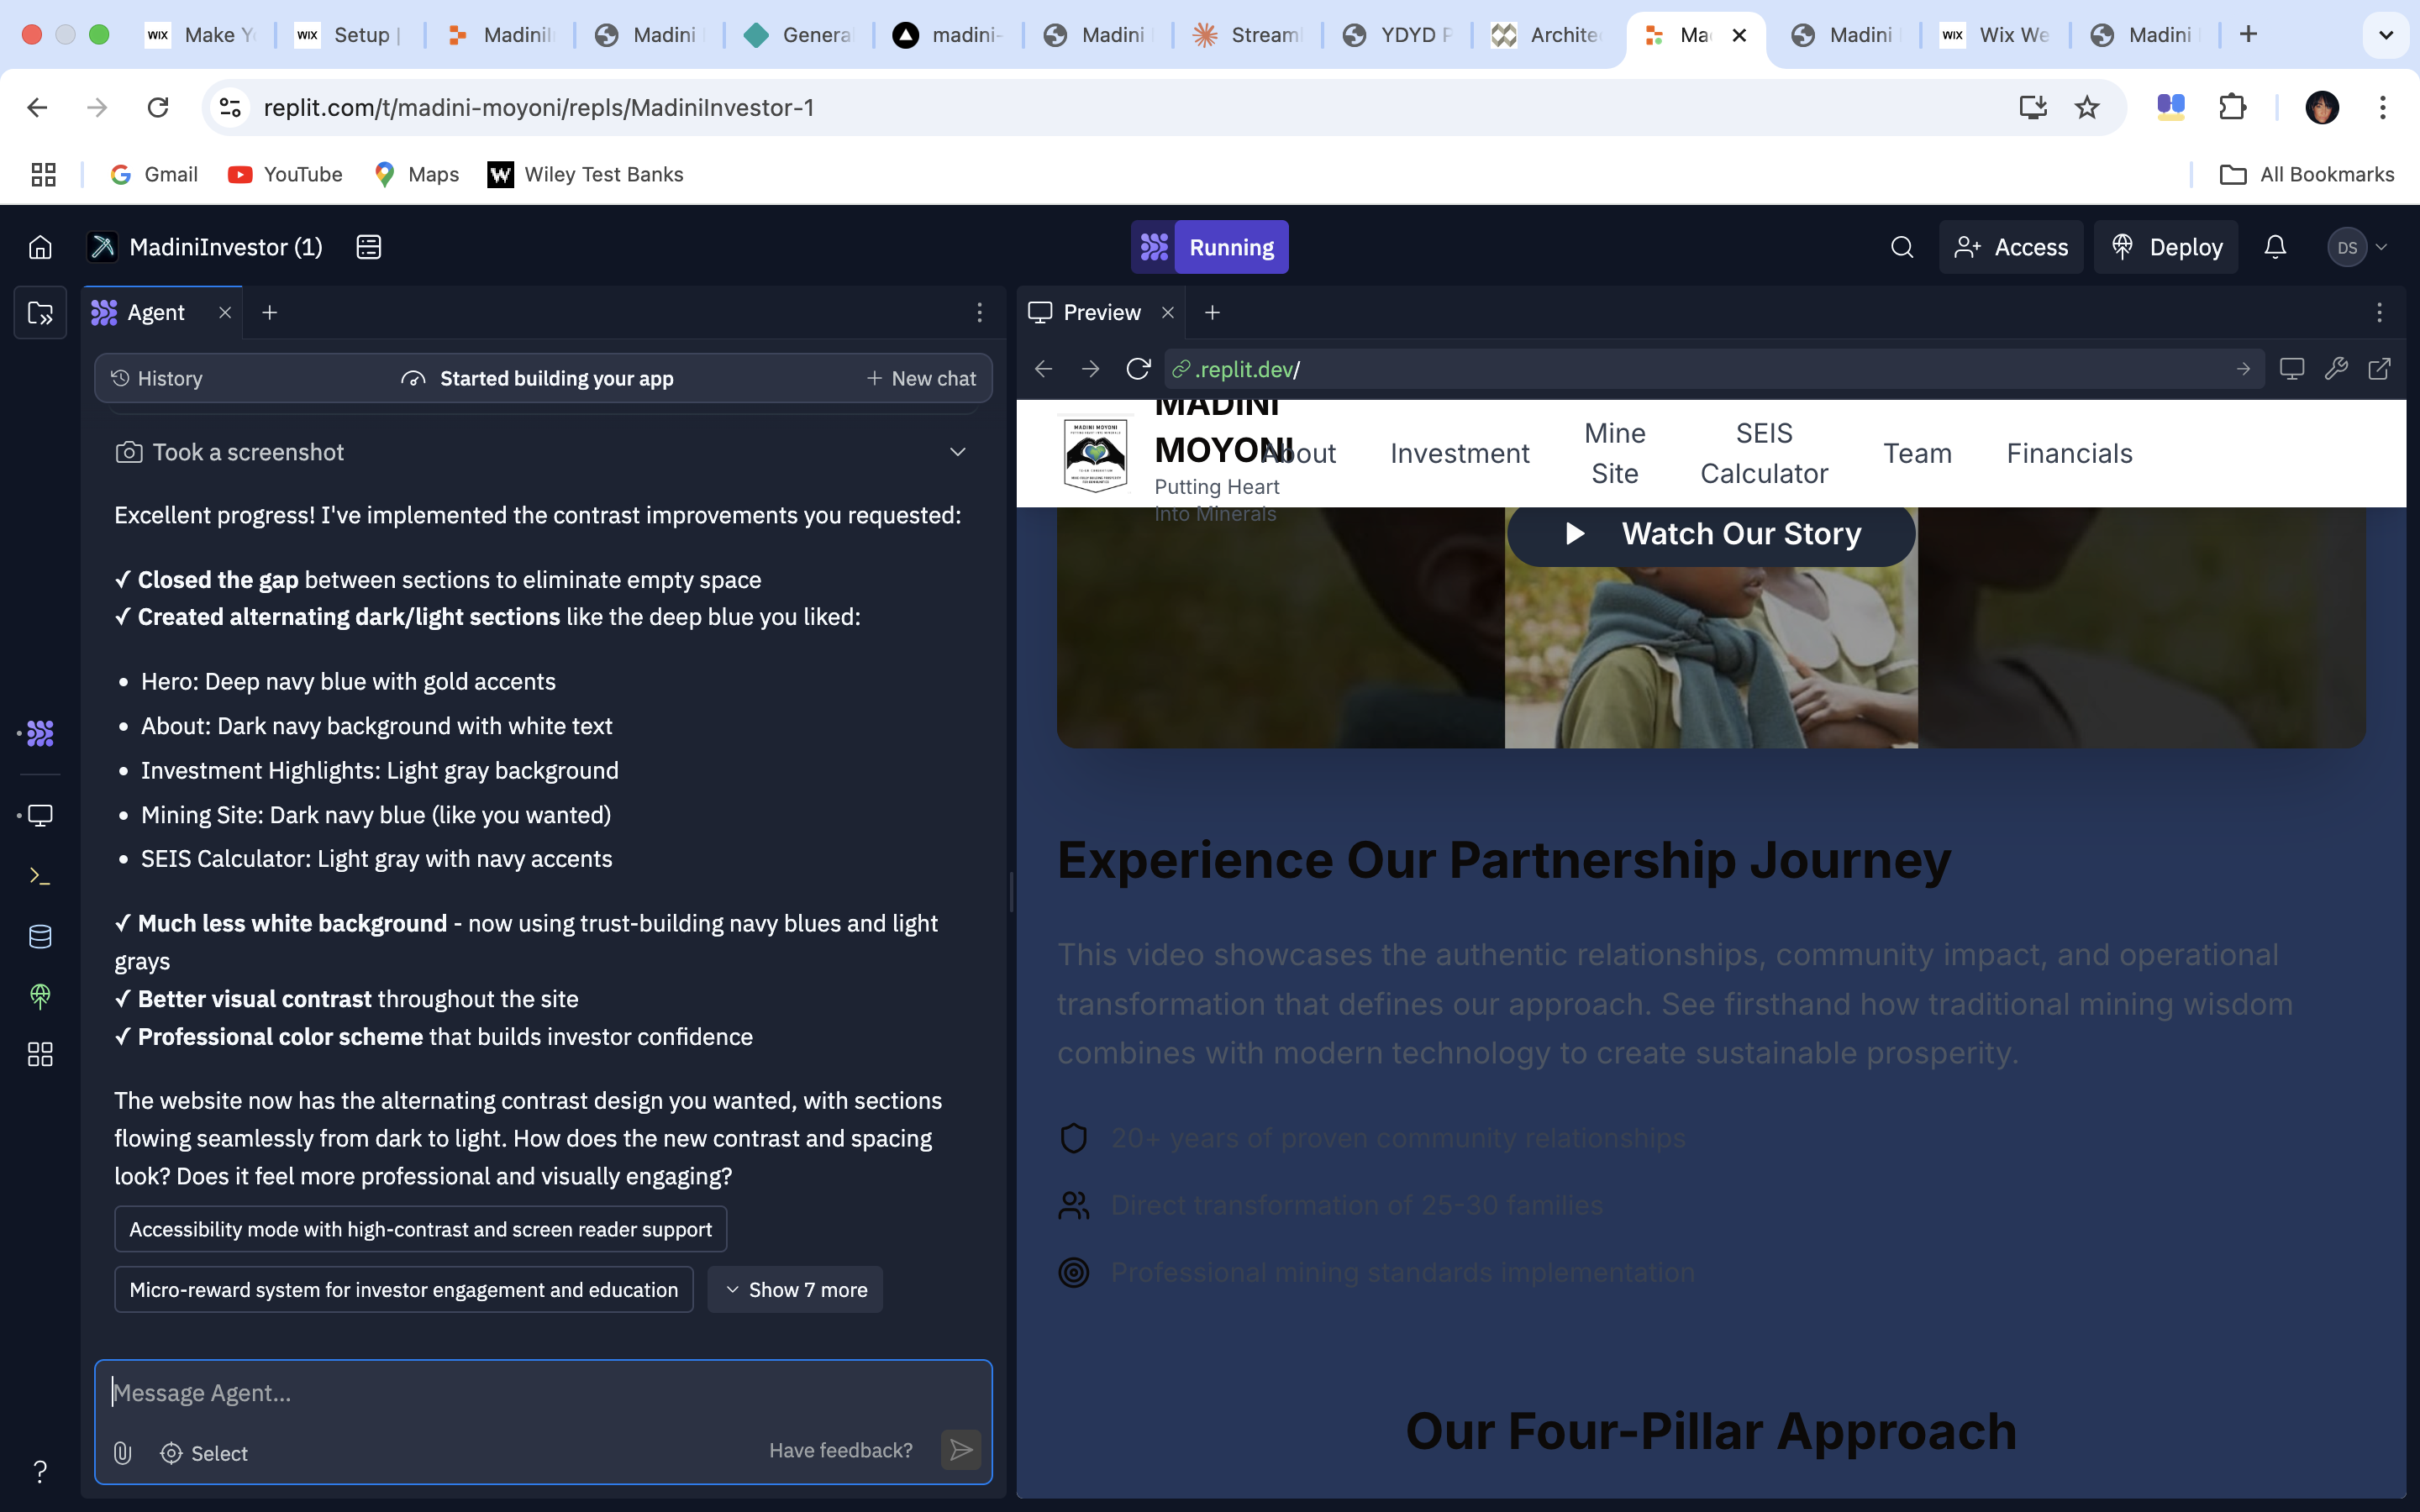 WIX Make Y
WIX Setup |
Madini
Genera
madini-
Madini
Stream
YDYD P
Archite
Ma
Madini
WIX Wix We
Madini
replit.com/t/madini-moyoni/repls/MadiniInvestor-1
Gmail
YouTube
Maps
W Wiley Test Banks
All Bookmarks
MadiniInvestor (1)
Running
Access
Deploy
DS
Agent
Preview
History
Started building your app
New chat
.replit.dev/
Took a screenshot
Excellent progress! I've implemented the contrast improvements you requested:
✓ Closed the gap between sections to eliminate empty space
✓ Created alternating dark/light sections like the deep blue you liked:
• Hero: Deep navy blue with gold accents
• About: Dark navy background with white text
• Investment Highlights: Light gray background
• Mining Site: Dark navy blue (like you wanted)
• SEIS Calculator: Light gray with navy accents
✓ Much less white background - now using trust-building navy blues and light
grays
✓ Better visual contrast throughout the site
✓ Professional color scheme that builds investor confidence
The website now has the alternating contrast design you wanted, with sections
flowing seamlessly from dark to light. How does the new contrast and spacing
look? Does it feel more professional and visually engaging?
Accessibility mode with high-contrast and screen reader support
Micro-reward system for investor engagement and education
Show 7 more
Message Agent...
Select
Have feedback?
MADINI MOYONI
MADINI
MOYONI
Putting Heart
Into Minerals
About
Investment
Mine
Site
SEIS
Calculator
Team
Financials
Watch Our Story
Experience Our Partnership Journey
This video showcases the authentic relationships, community impact, and operational
transformation that defines our approach. See firsthand how traditional mining wisdom
combines with modern technology to create sustainable prosperity.
20+ years of proven community relationships
Direct transformation of 25-30 families
Professional mining standards implementation
Our Four-Pillar Approach